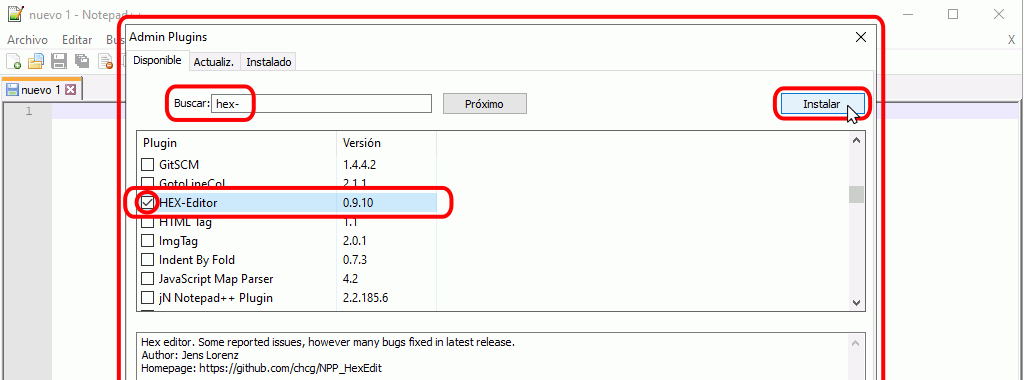 nuevo 1 - Notepad++
Archivo Editar
X
nuevo 1
1
Admin Plugins
Disponible Actualiz. Instalado
Buscar: hex- Próximo Instalar
Plugin Versión
GitSCM 1.4.4.2
GotoLineCol 2.1.1
HEX-Editor 0.9.10
HTML Tag 1.1
ImgTag 2.0.1
Indent By Fold 0.7.3
JavaScript Map Parser 4.2
jN Notepad++ Plugin 2.2.185.6
Hex editor. Some reported issues, however many bugs fixed in latest release.
Author: Jens Lorenz
Homepage: https://github.com/chcg/NPP_HexEdit